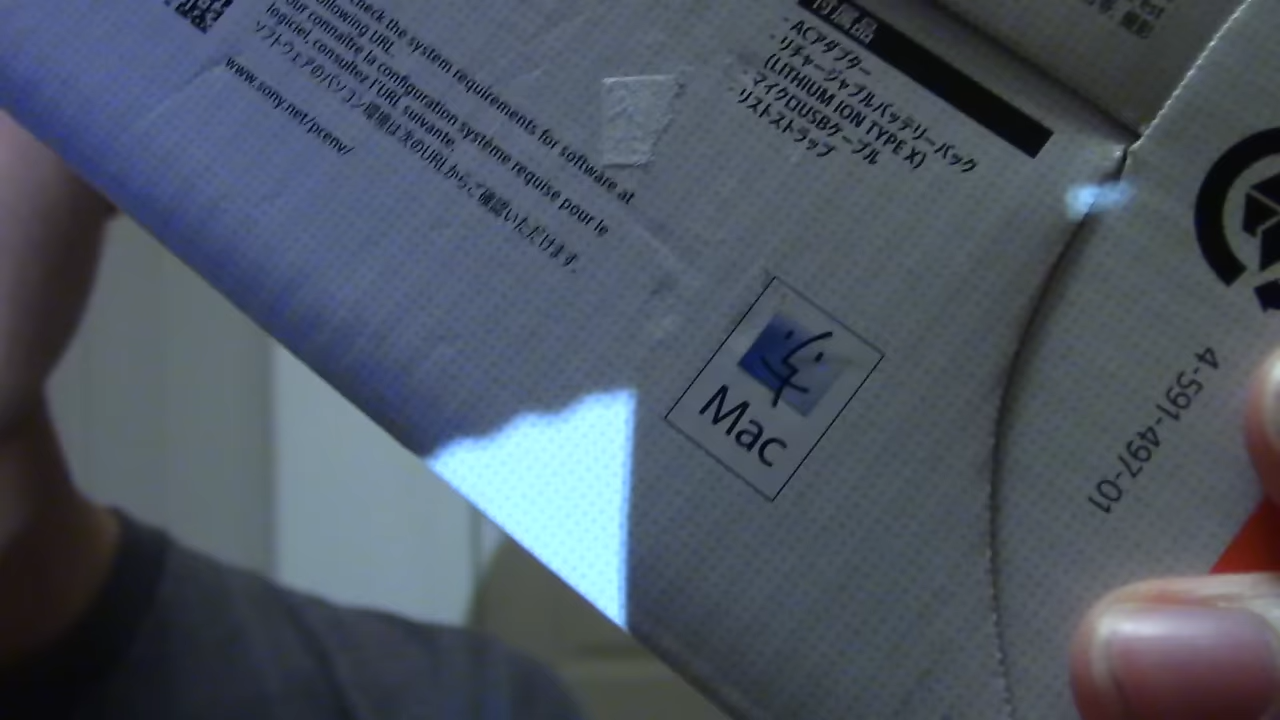 check the system requirements for software at
following URL
our connaître la configuration système requise pour le
logiciel, consulter l'URL suivante.
ソフトウェアのパソコン環境は次のURLからご確認いただけます。
www.sony.net/pcenv/
付属品
・ACアダプター
・リチャージャブルバッテリーパック
(LITHIUM ION TYPE X)
・マイクロUSBケーブル
・リストストラップ
Mac
4-591-497-01